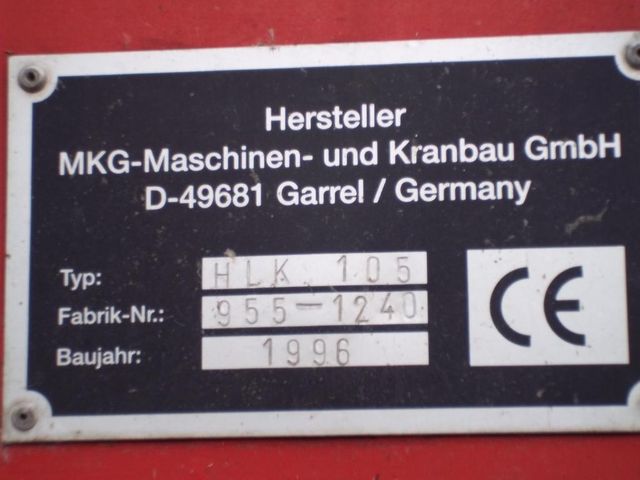 Hersteller
MKG-Maschinen- und Kranbau GmbH
D-49681 Garrel / Germany
Typ: HLK 105
Fabrik-Nr.: 955-1240
Baujahr: 1996
CE